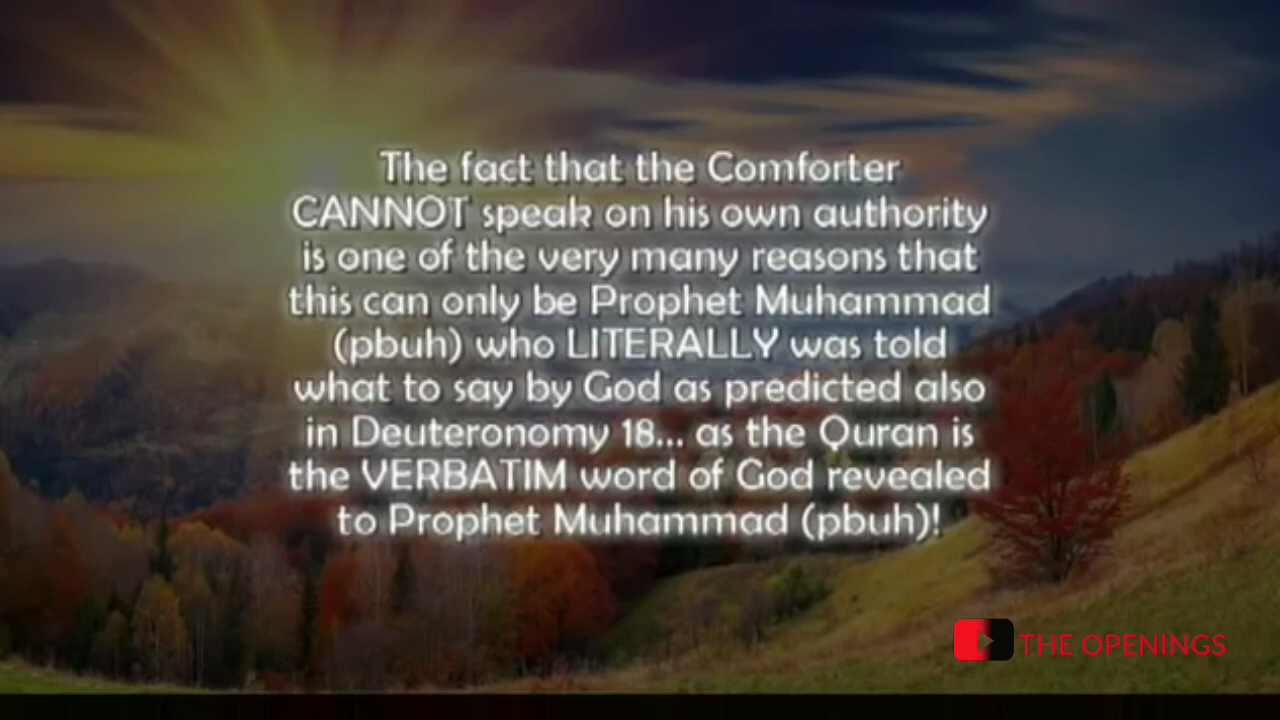 The fact that the Comforter
CANNOT speak on his own authority
is one of the very many reasons that
this can only be Prophet Muhammad
(pbuh) who LITERALLY was told
what to say by God as predicted also
in Deuteronomy 18... as the Quran is
the VERBATIM word of God revealed
to Prophet Muhammad (pbuh)!
THE OPENINGS